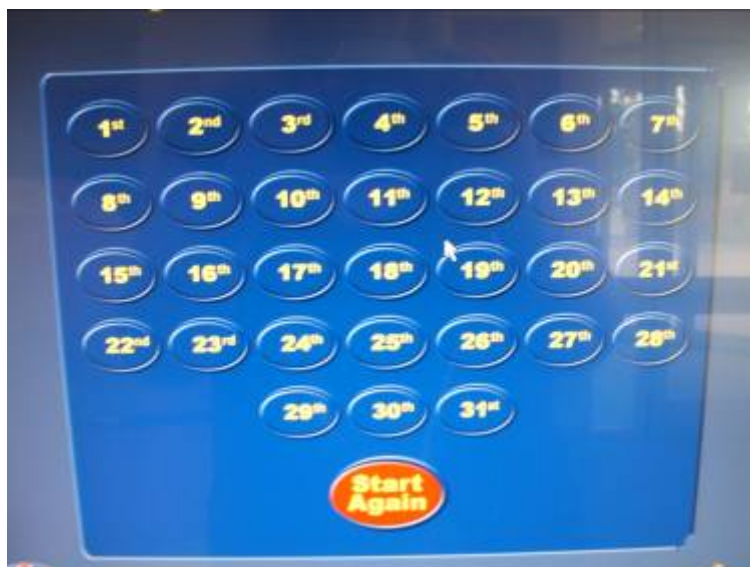 1st 2nd 3rd 4th 5th 6th 7th
8th 9th 10th 11th 12th 13th 14th
15th 16th 17th 18th 19th 20th 21st
22nd 23rd 24th 25th 26th 27th 28th
29th 30th 31st
Start
Again